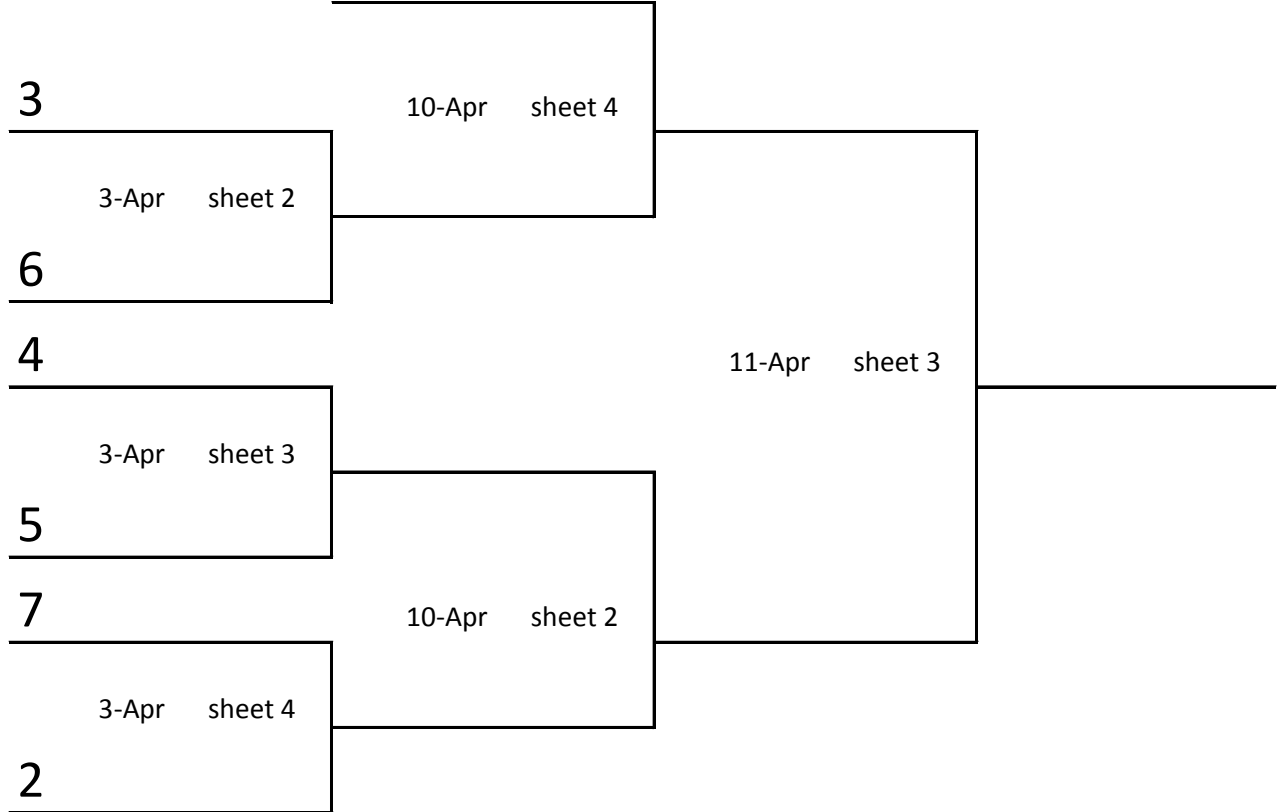 3
10-Apr sheet 4
3-Apr sheet 2
6
4
11-Apr sheet 3
3-Apr sheet 3
5
7
10-Apr sheet 2
3-Apr sheet 4
2